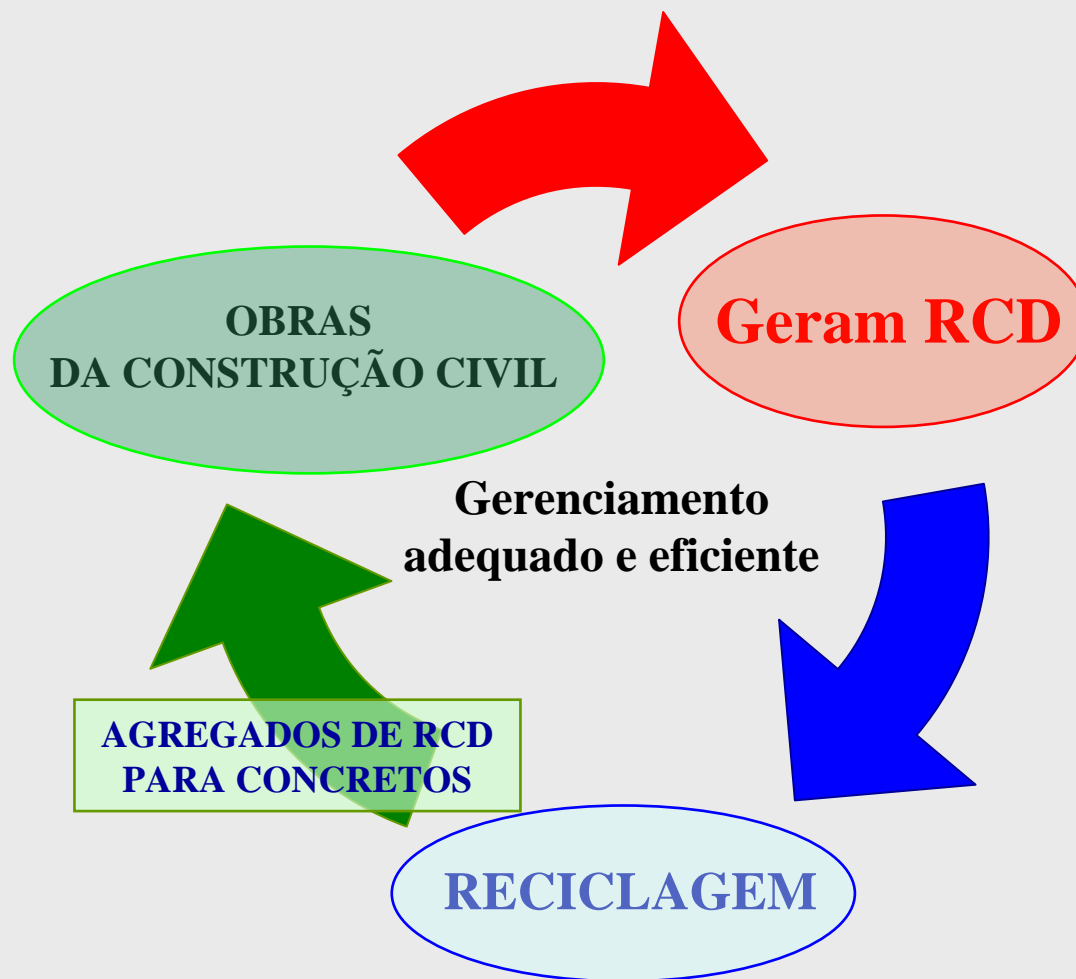 OBRAS
DA CONSTRUÇÃO CIVIL
Geram RCD
Gerenciamento
adequado e eficiente
AGREGADOS DE RCD
PARA CONCRETOS
RECICLAGEM